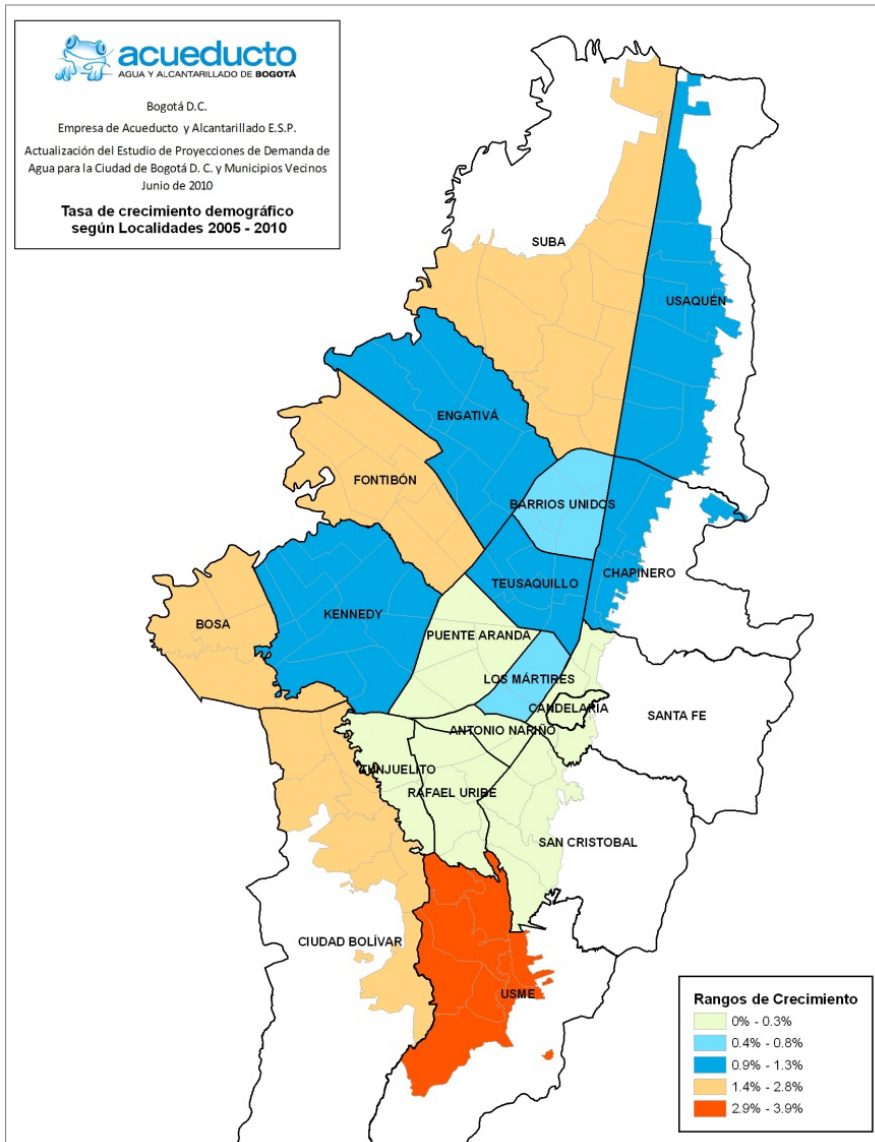 acueducto
AGUA Y ALCANTARILLADO DE BOGOTÁ
Bogotá D.C.
Empresa de Acueducto y Alcantarillado E.S.P.
Actualización del Estudio de Proyecciones de Demanda de
Agua para la Ciudad de Bogotá D. C. y Municipios Vecinos
Junio de 2010
Tasa de crecimiento demográfico
según Localidades 2005 - 2010
SUBA
USAQUÉN
ENGATIVÁ
FONTIBÓN
BARRIOS UNIDOS
CHAPINERO
TEUSAQUILLO
KENNEDY
BOSA
PUENTE ARANDA
LOS MÁRTIRES
CANDELARIA
SANTA FE
ANTONIO NARIÑO
TUNJUELITO
RAFAEL URIBE
SAN CRISTOBAL
CIUDAD BOLÍVAR
USME
Rangos de Crecimiento
0% - 0.3%
0.4% - 0.8%
0.9% - 1.3%
1.4% - 2.8%
2.9% - 3.9%